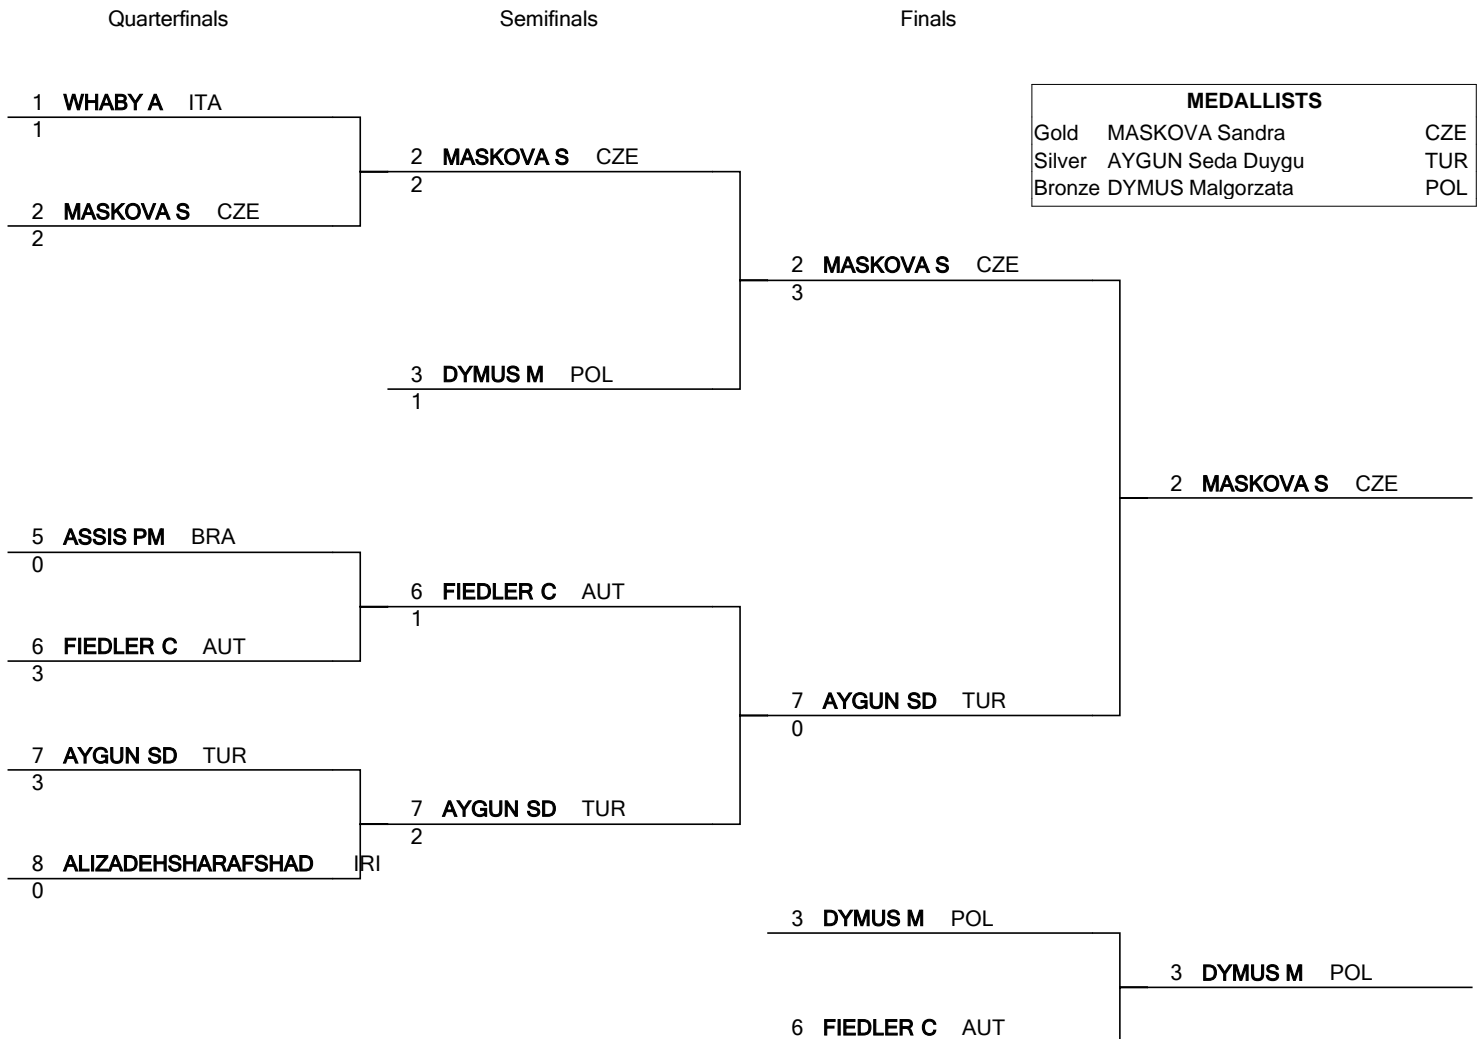 Quarterfinals Semifinals Finals
1 WHABY A ITA
1
2 MASKOVA S CZE
2
2 MASKOVA S CZE
2
3 DYMUS M POL
1
2 MASKOVA S CZE
3
MEDALLISTS
Gold MASKOVA Sandra CZE
Silver AYGUN Seda Duygu TUR
Bronze DYMUS Malgorzata POL
2 MASKOVA S CZE
5 ASSIS PM BRA
0
6 FIEDLER C AUT
3
6 FIEDLER C AUT
1
7 AYGUN SD TUR
3
8 ALIZADEHSHARAFSHAD IRI
0
7 AYGUN SD TUR
2
7 AYGUN SD TUR
0
3 DYMUS M POL
6 FIEDLER C AUT
3 DYMUS M POL